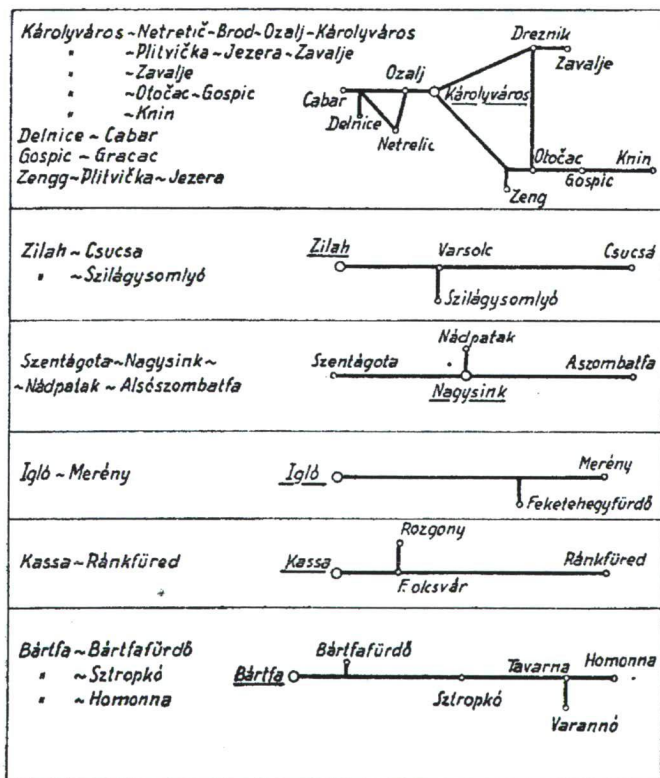 Károlyváros ~Netretič~Brod~Ozalj~Károlyváros
" ~Plitvička~Jezera~Zavalje
" ~Zavalje
" ~Otočac~Gospic
" ~Knin
Delnice ~ Cabar
Gospic ~ Gracac
Zengg~Plitvička~Jezera
Dreznik
Zavalje
Ozalj
Cabar
Károlyváros
Delnice
Netrelic
Otočac
Knin
Gospic
Zeng
Zilah ~ Csucsa
" ~ Szilágysomlyó
Zilah
Varsolc
Csucsá
Szilágysomlyó
Szentágota~Nagysink~
~Nádpatak ~ Alsószombatfa
Nádpatak
Szentágota
Aszombatfa
Nagysink
Igló ~ Merény
Igló
Merény
Feketehegyfürdő
Kassa~Ránkfüred
Rozgony
Kassa
Ránkfüred
F.olcsvár
Bártfa~Bártfafürdő
" ~Sztropkó
" ~Homonna
Bártfafürdő
Bártfa
Tavarna
Homonna
Sztropkó
Varannó